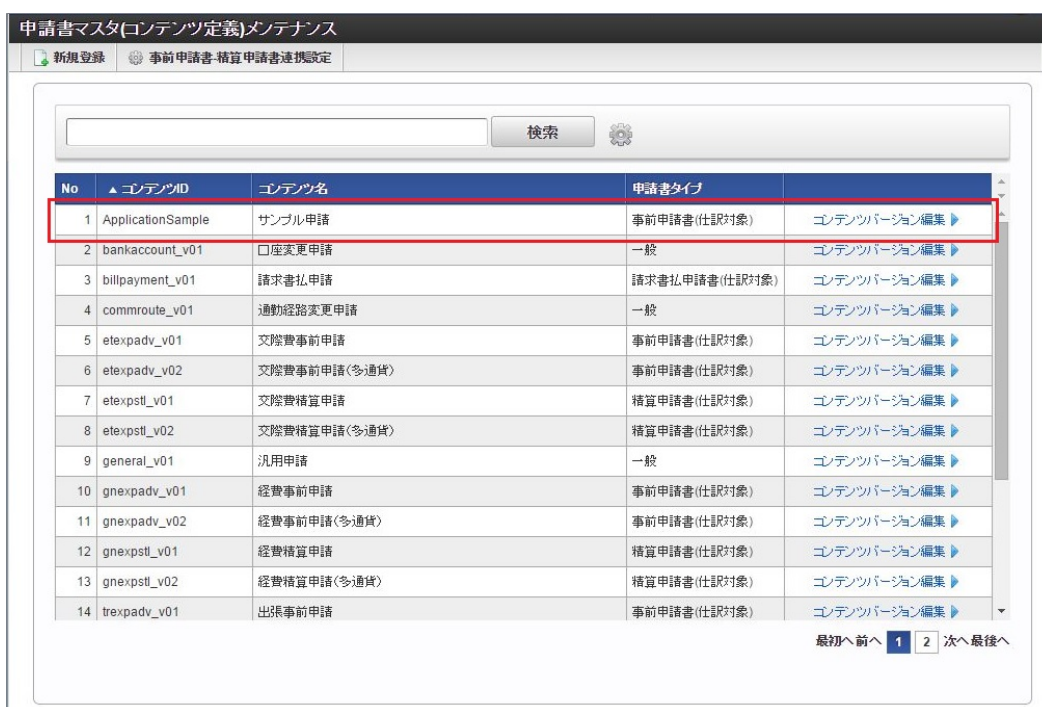 申請書マスタ(コンテンツ定義)メンテナンス
新規登録 事前申請書-精算申請書連携設定
検索
No ▲ コンテンツID コンテンツ名 申請書タイプ
1 ApplicationSample サンプル申請 事前申請書(仕訳対象) コンテンツバージョン編集
2 bankaccount_v01 口座変更申請 一般 コンテンツバージョン編集
3 billpayment_v01 請求書払申請 請求書払申請書(仕訳対象) コンテンツバージョン編集
4 commroute_v01 通勤経路変更申請 一般 コンテンツバージョン編集
5 etexpadv_v01 交際費事前申請 事前申請書(仕訳対象) コンテンツバージョン編集
6 etexpadv_v02 交際費事前申請(多通貨) 事前申請書(仕訳対象) コンテンツバージョン編集
7 etexpstl_v01 交際費精算申請 精算申請書(仕訳対象) コンテンツバージョン編集
8 etexpstl_v02 交際費精算申請(多通貨) 精算申請書(仕訳対象) コンテンツバージョン編集
9 general_v01 汎用申請 一般 コンテンツバージョン編集
10 gnexpadv_v01 経費事前申請 事前申請書(仕訳対象) コンテンツバージョン編集
11 gnexpadv_v02 経費事前申請(多通貨) 事前申請書(仕訳対象) コンテンツバージョン編集
12 gnexpstl_v01 経費精算申請 精算申請書(仕訳対象) コンテンツバージョン編集
13 gnexpstl_v02 経費精算申請(多通貨) 精算申請書(仕訳対象) コンテンツバージョン編集
14 trexpadv_v01 出張事前申請 事前申請書(仕訳対象) コンテンツバージョン編集
最初へ 前へ 1 2 次へ 最後へ